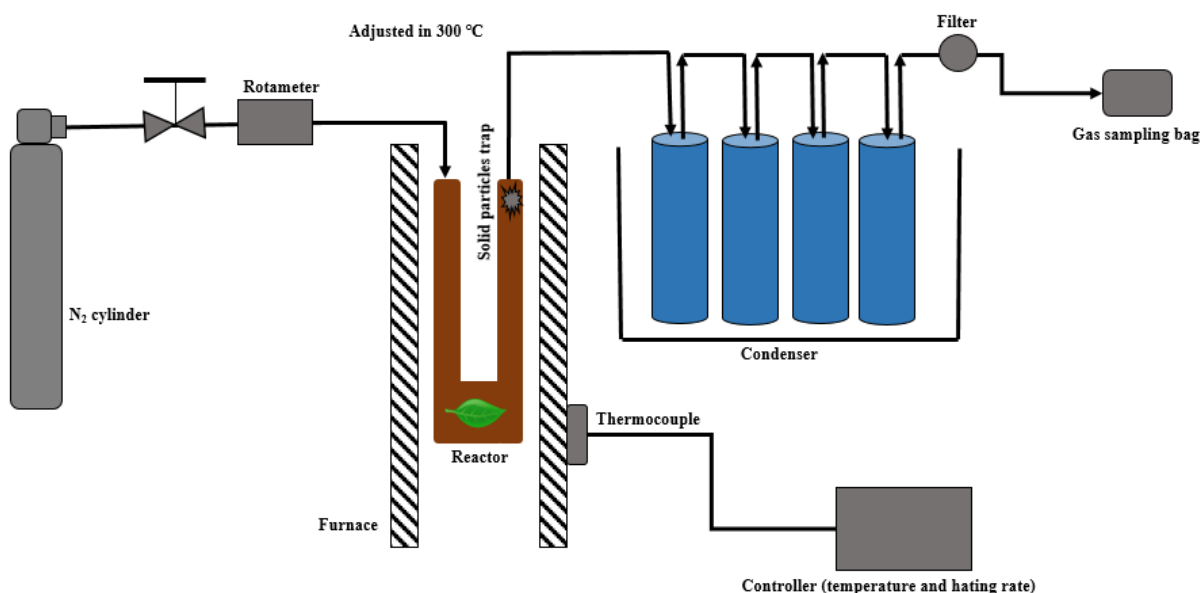 Adjusted in 300 °C
Filter
Rotameter
Gas sampling bag
Solid particles trap
N₂ cylinder
Condenser
Thermocouple
Reactor
Furnace
Controller (temperature and hating rate)